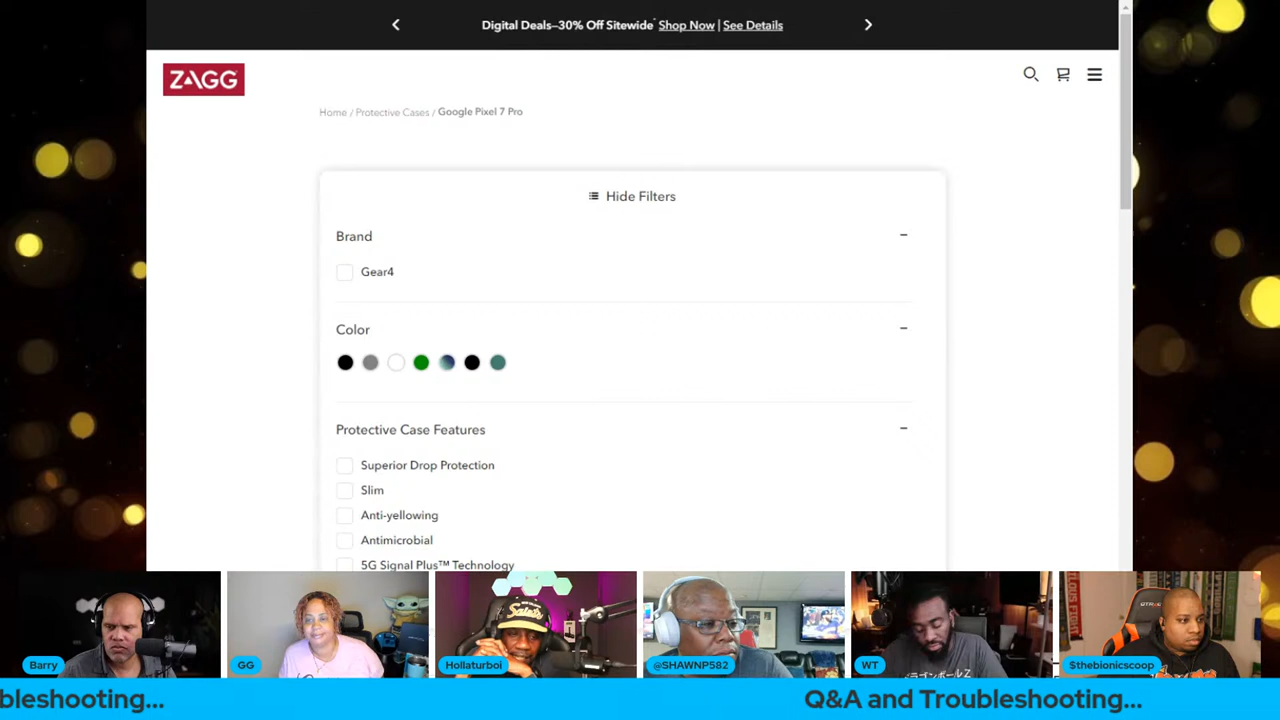 Digital Deals—30% Off Sitewide* Shop Now | See Details
ZAGG
Home / Protective Cases / Google Pixel 7 Pro
Hide Filters
Brand
Gear4
Color
Protective Case Features
Superior Drop Protection
Slim
Anti-yellowing
Antimicrobial
5G Signal Plus™ Technology
Saints
Barry
GG
Hollaturboi
@SHAWNP582
WT
$thebionicscoop
bleshooting...
Q&A and Troubleshooting...